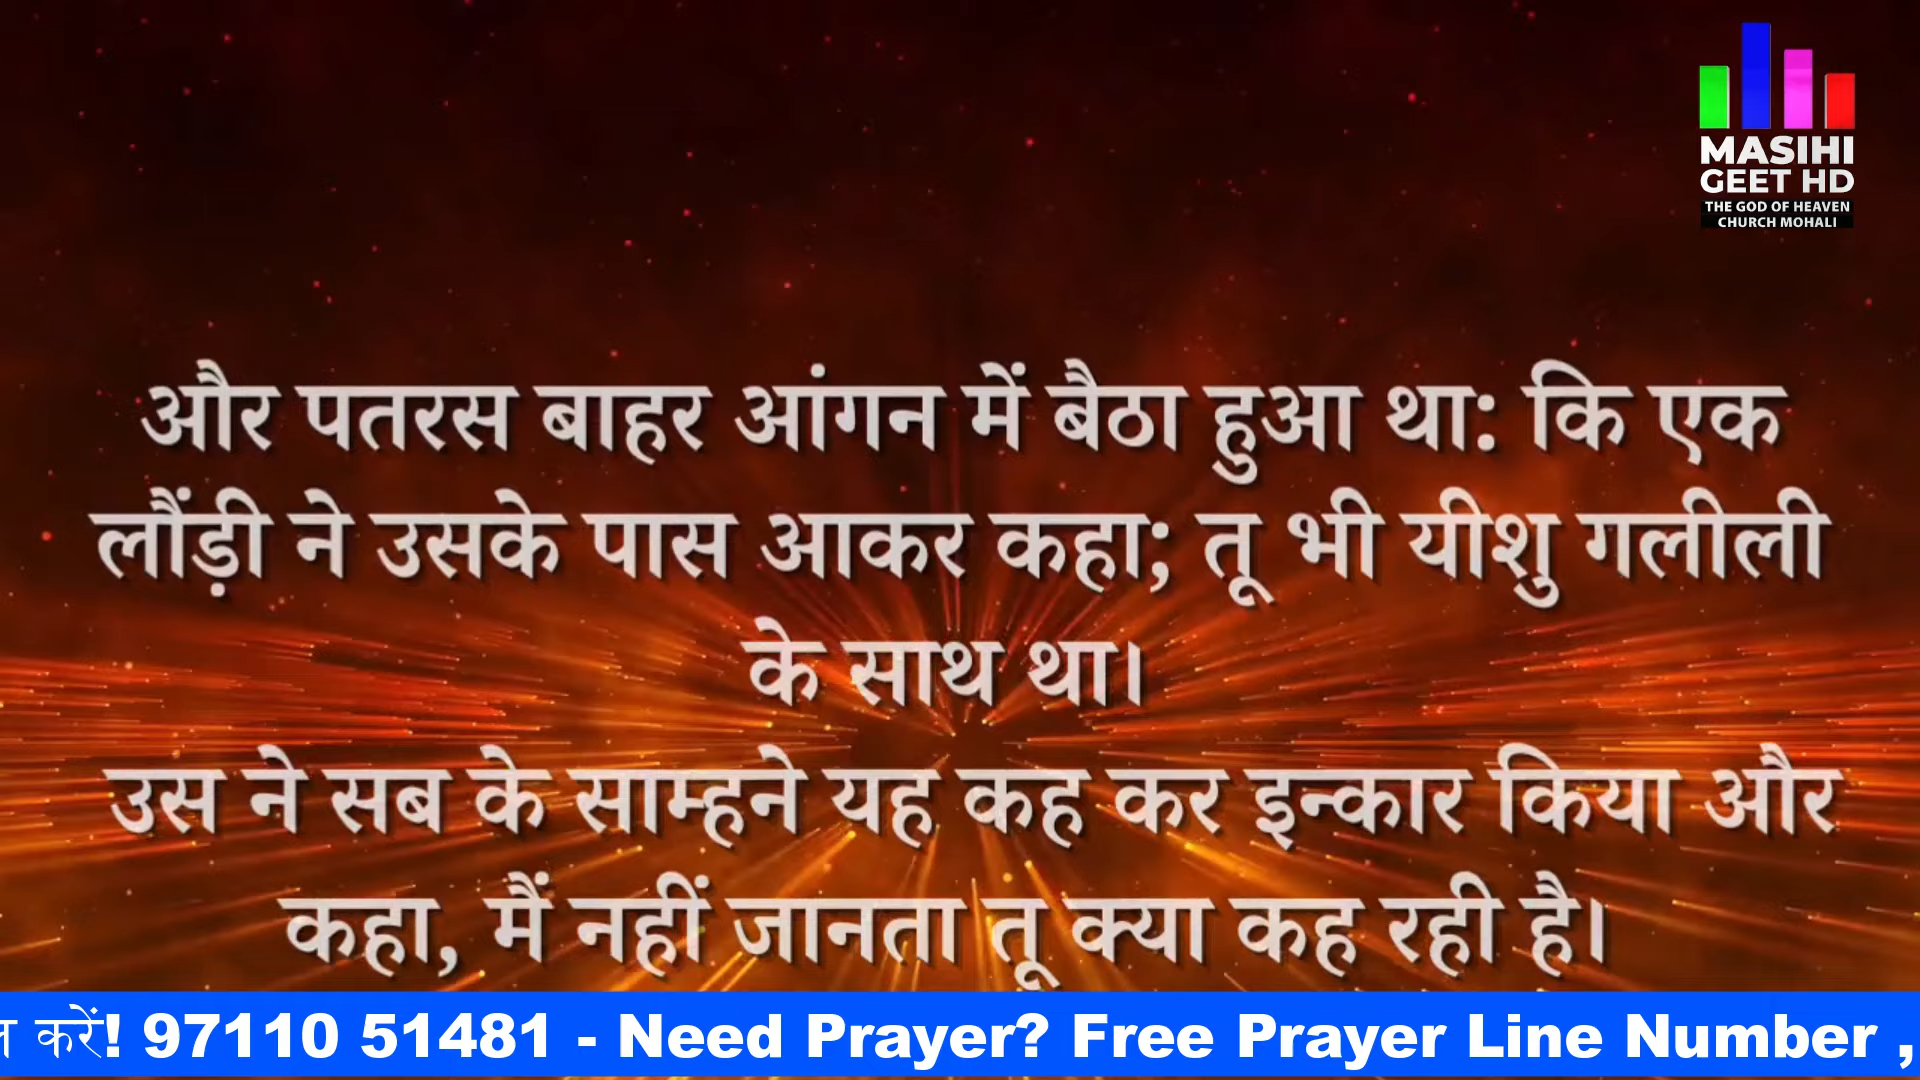 MASIHI
GEET HD
THE GOD OF HEAVEN
CHURCH MOHALI
और पतरस बाहर आंगन में बैठा हुआ था: कि एक
लौंड़ी ने उसके पास आकर कहा; तू भी यीशु गलीली
के साथ था।
उस ने सब के साम्हने यह कह कर इन्कार किया और
कहा, मैं नहीं जानता तू क्या कह रही है।
करें! 97110 51481 - Need Prayer? Free Prayer Line Number ,